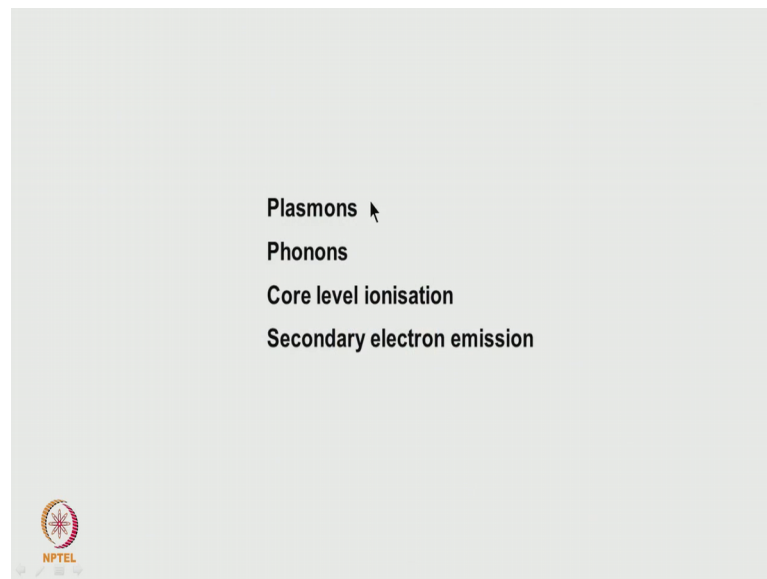 Plasmons
Phonons
Core level ionisation
Secondary electron emission
NPTEL